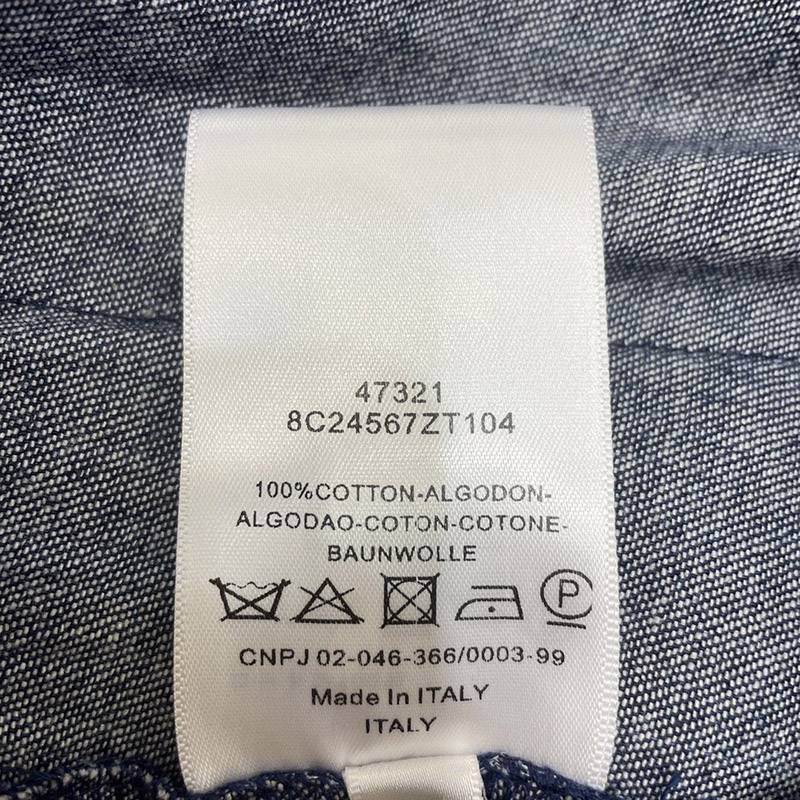 47321
8C24567ZT104
100%COTTON-ALGODON-
ALGODAO-COTON-COTONE-
BAUNWOLLE
P
CNPJ 02-046-366/0003-99
Made In ITALY
ITALY